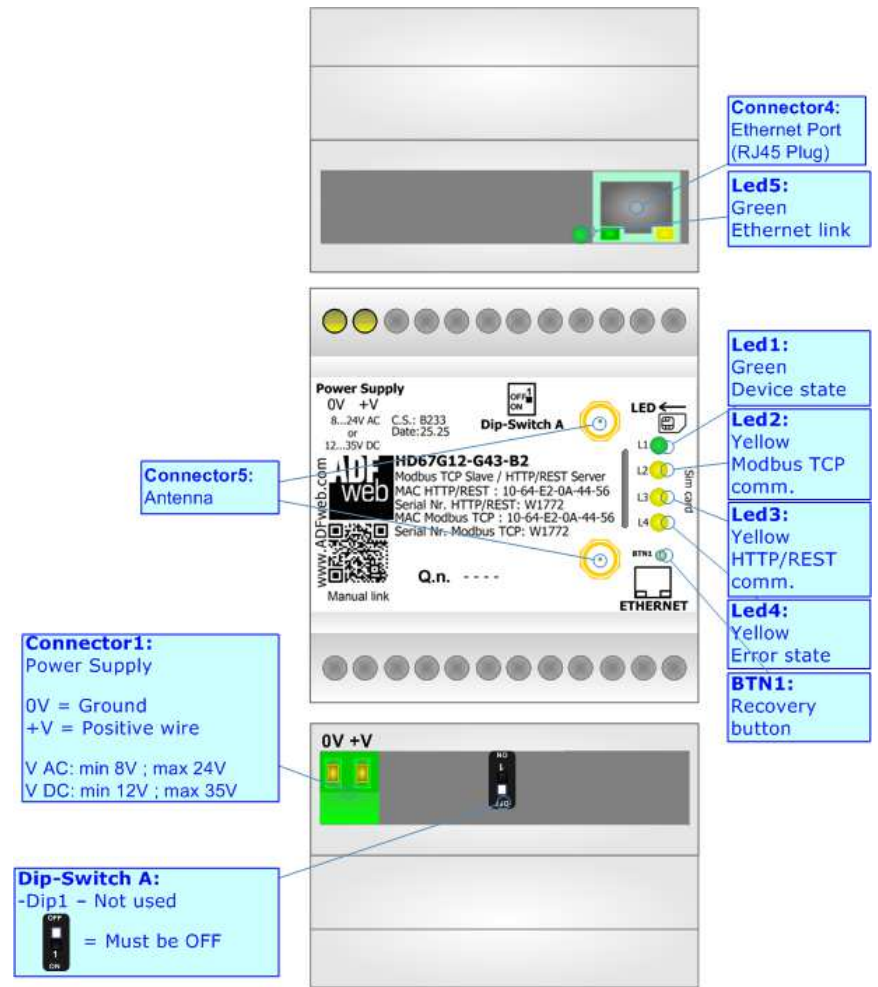 Connector4:
Ethernet Port
(RJ45 Plug)
Led5:
Green
Ethernet link
Power Supply
0V +V
8...24V AC
or
12...35V DC
C.S.: B233
Date:25.25
OFF 1
ON
Dip-Switch A
LED
L1
L2
L3
L4
Sim card
BTN1
ETHERNET
www.ADFweb.com
ADF
web
HD67G12-G43-B2
Modbus TCP Slave / HTTP/REST Server
MAC HTTP/REST : 10-64-E2-0A-44-56
Serial Nr. HTTP/REST: W1772
MAC Modbus TCP : 10-64-E2-0A-44-56
Serial Nr. Modbus TCP: W1772
Manual link
Q.n. - - - -
Led1:
Green
Device state
Led2:
Yellow
Modbus TCP
comm.
Led3:
Yellow
HTTP/REST
comm.
Led4:
Yellow
Error state
BTN1:
Recovery
button
Connector5:
Antenna
Connector1:
Power Supply
0V = Ground
+V = Positive wire
V AC: min 8V ; max 24V
V DC: min 12V ; max 35V
0V +V
ON
1
OFF
Dip-Switch A:
-Dip1 – Not used
OFF
1
ON
= Must be OFF